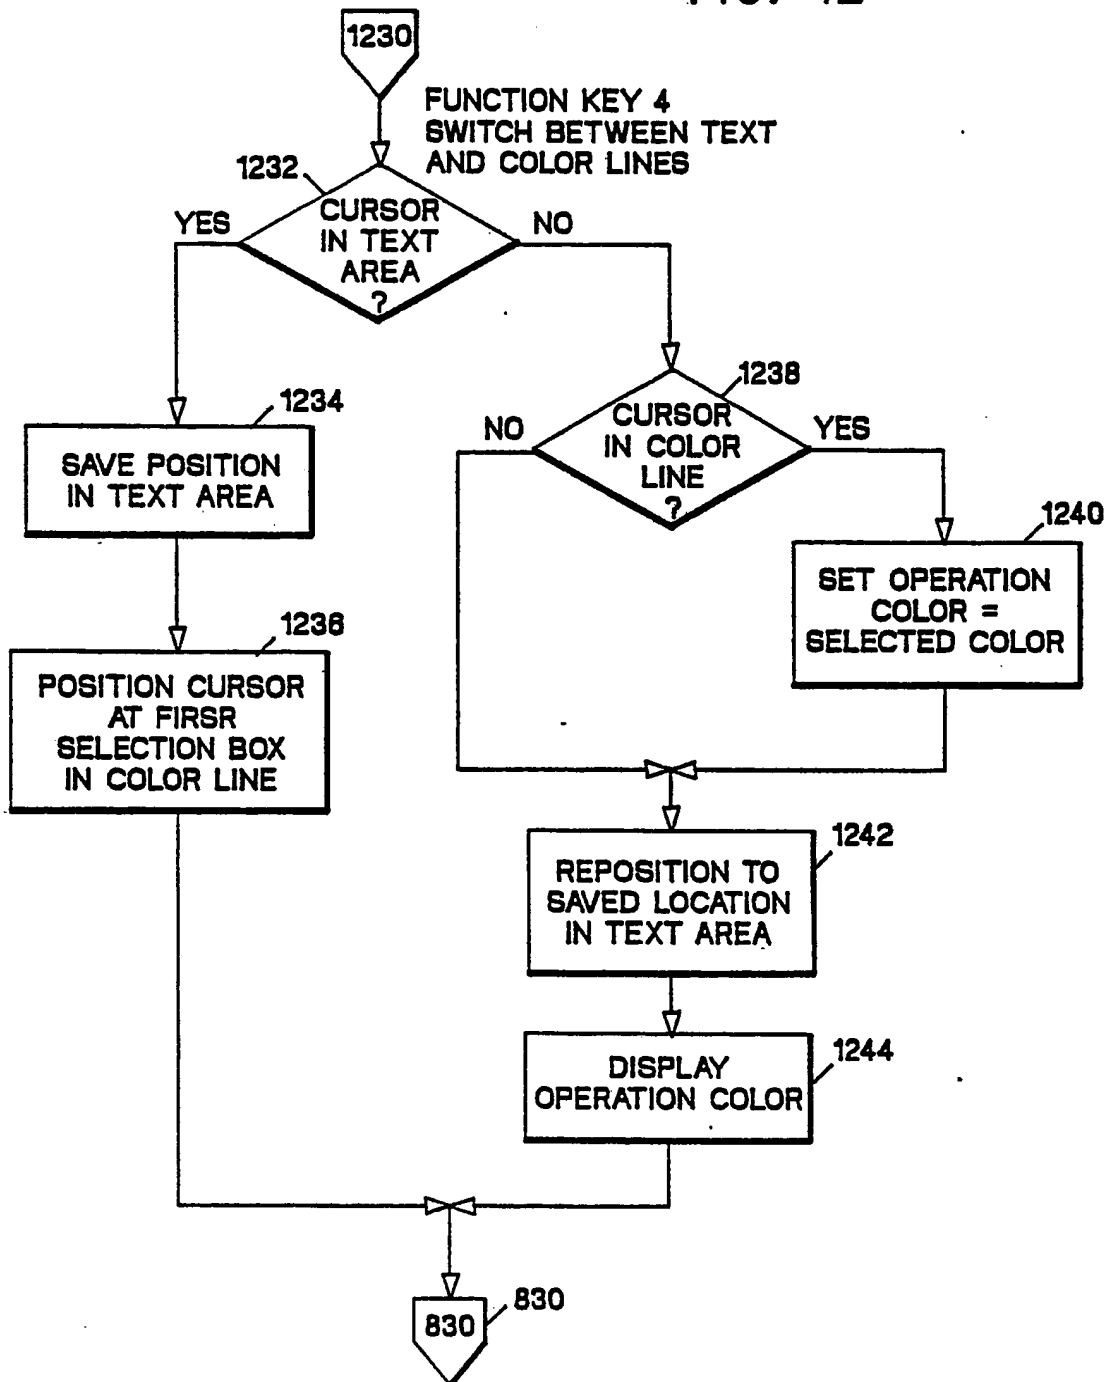 1230
FUNCTION KEY 4
SWITCH BETWEEN TEXT
AND COLOR LINES
1232
CURSOR
IN TEXT
AREA
?
YES
NO
1238
CURSOR
IN COLOR
LINE
?
NO
YES
1234
SAVE POSITION
IN TEXT AREA
1240
SET OPERATION
COLOR =
SELECTED COLOR
1236
POSITION CURSOR
AT FIRSR
SELECTION BOX
IN COLOR LINE
1242
REPOSITION TO
SAVED LOCATION
IN TEXT AREA
1244
DISPLAY
OPERATION COLOR
830
830